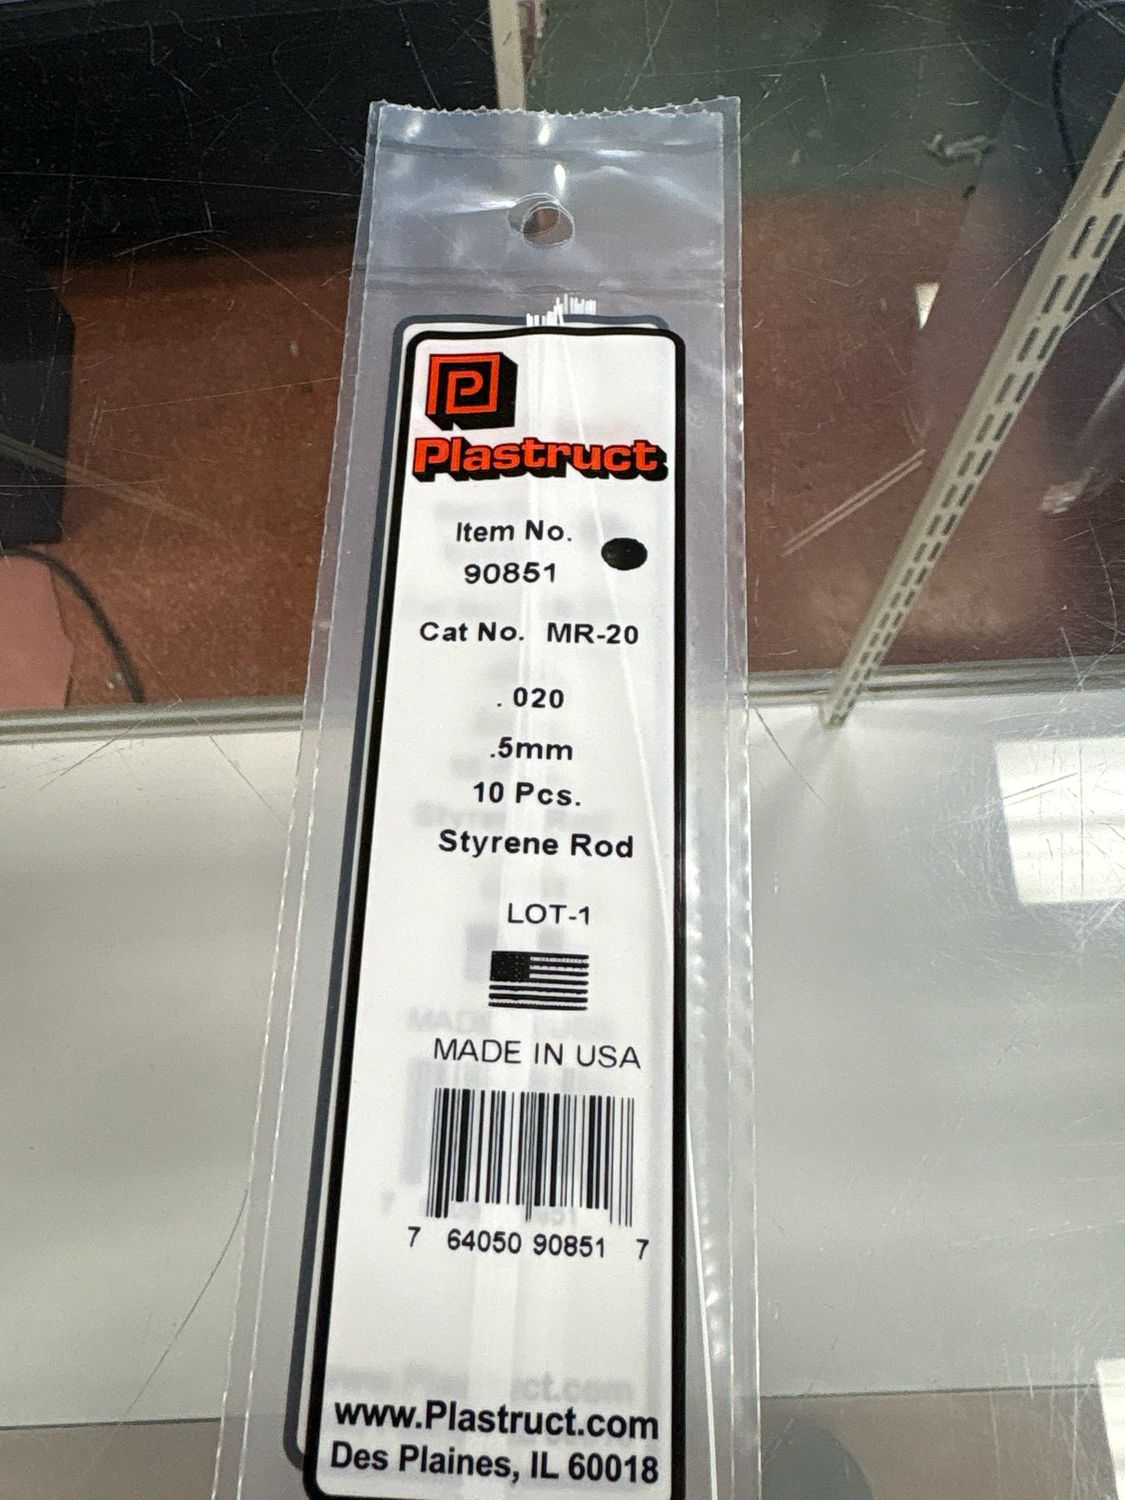 Plastruct
Item No.
90851
Cat No. MR-20
.020
.5mm
10 Pcs.
Styrene Rod
LOT-1
MADE IN USA
7 64050 90851 7
www.Plastruct.com
Des Plaines, IL 60018